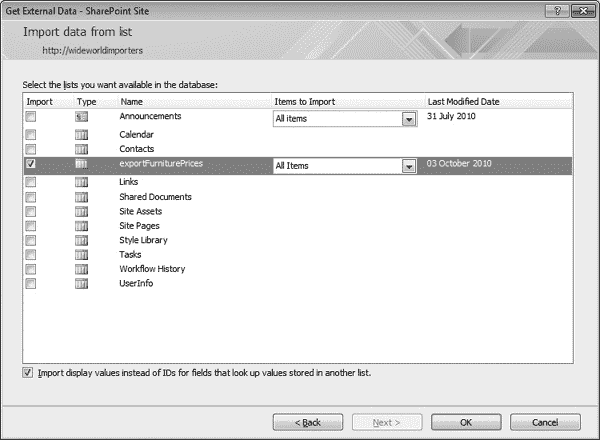 Get External Data - SharePoint Site
Import data from list
http://wideworldimporters
Select the lists you want available in the database:
Import Type Name Items to Import Last Modified Date
Announcements All items 31 July 2010
Calendar
Contacts
exportFurniturePrices All Items 03 October 2010
Links
Shared Documents
Site Assets
Site Pages
Style Library
Tasks
Workflow History
UserInfo
Import display values instead of IDs for fields that look up values stored in another list.
< Back Next > OK Cancel